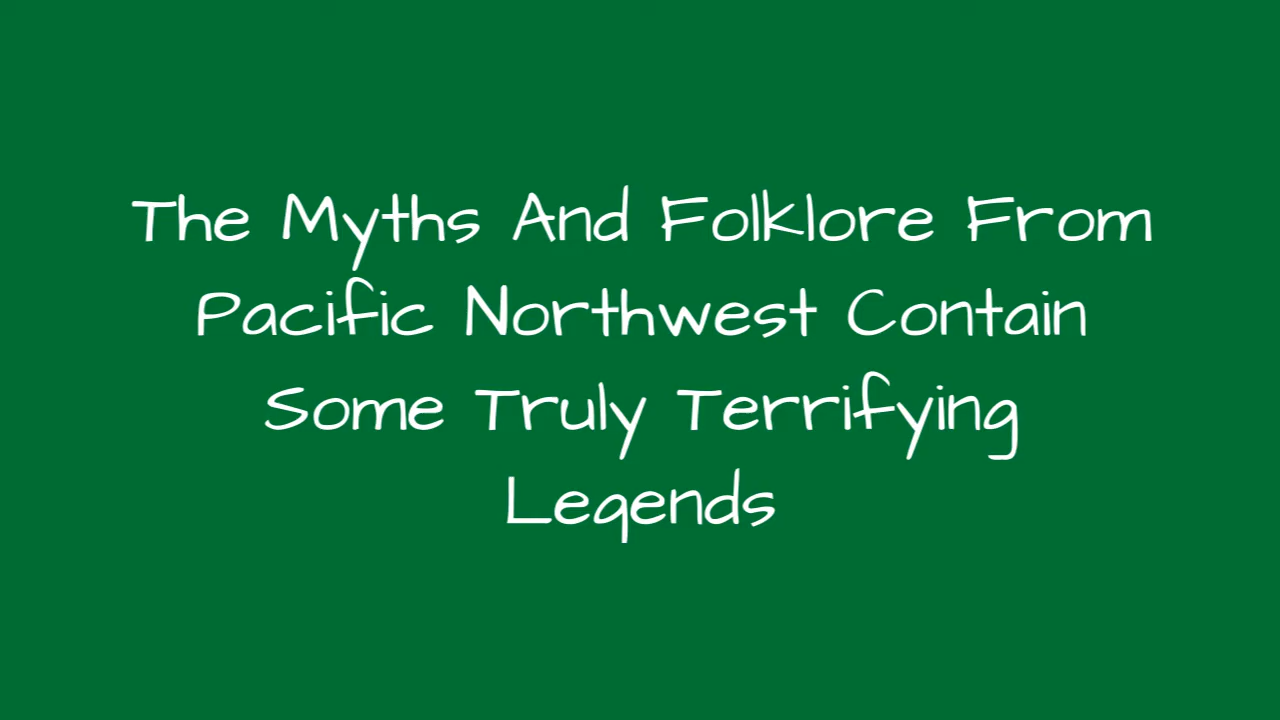 The Myths And Folklore From
Pacific Northwest Contain
Some Truly Terrifying
Legends